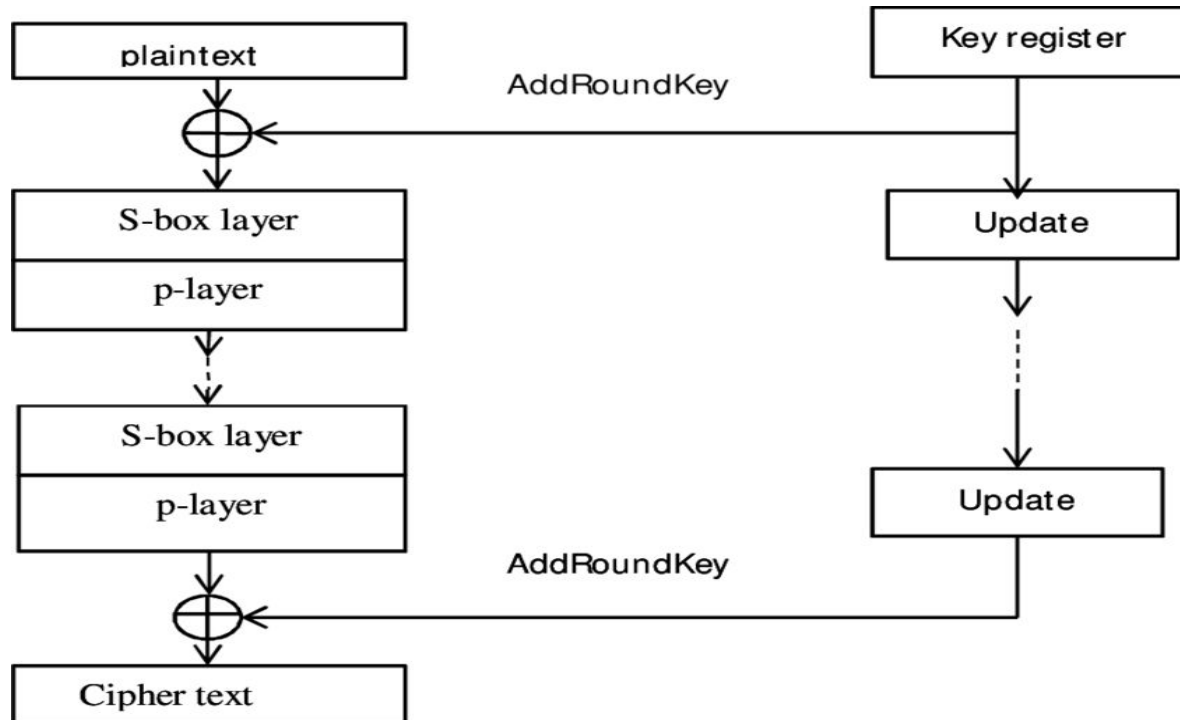 plaintext
Key register
AddRoundKey
S-box layer
Update
p-layer
S-box layer
p-layer
Update
AddRoundKey
Cipher text